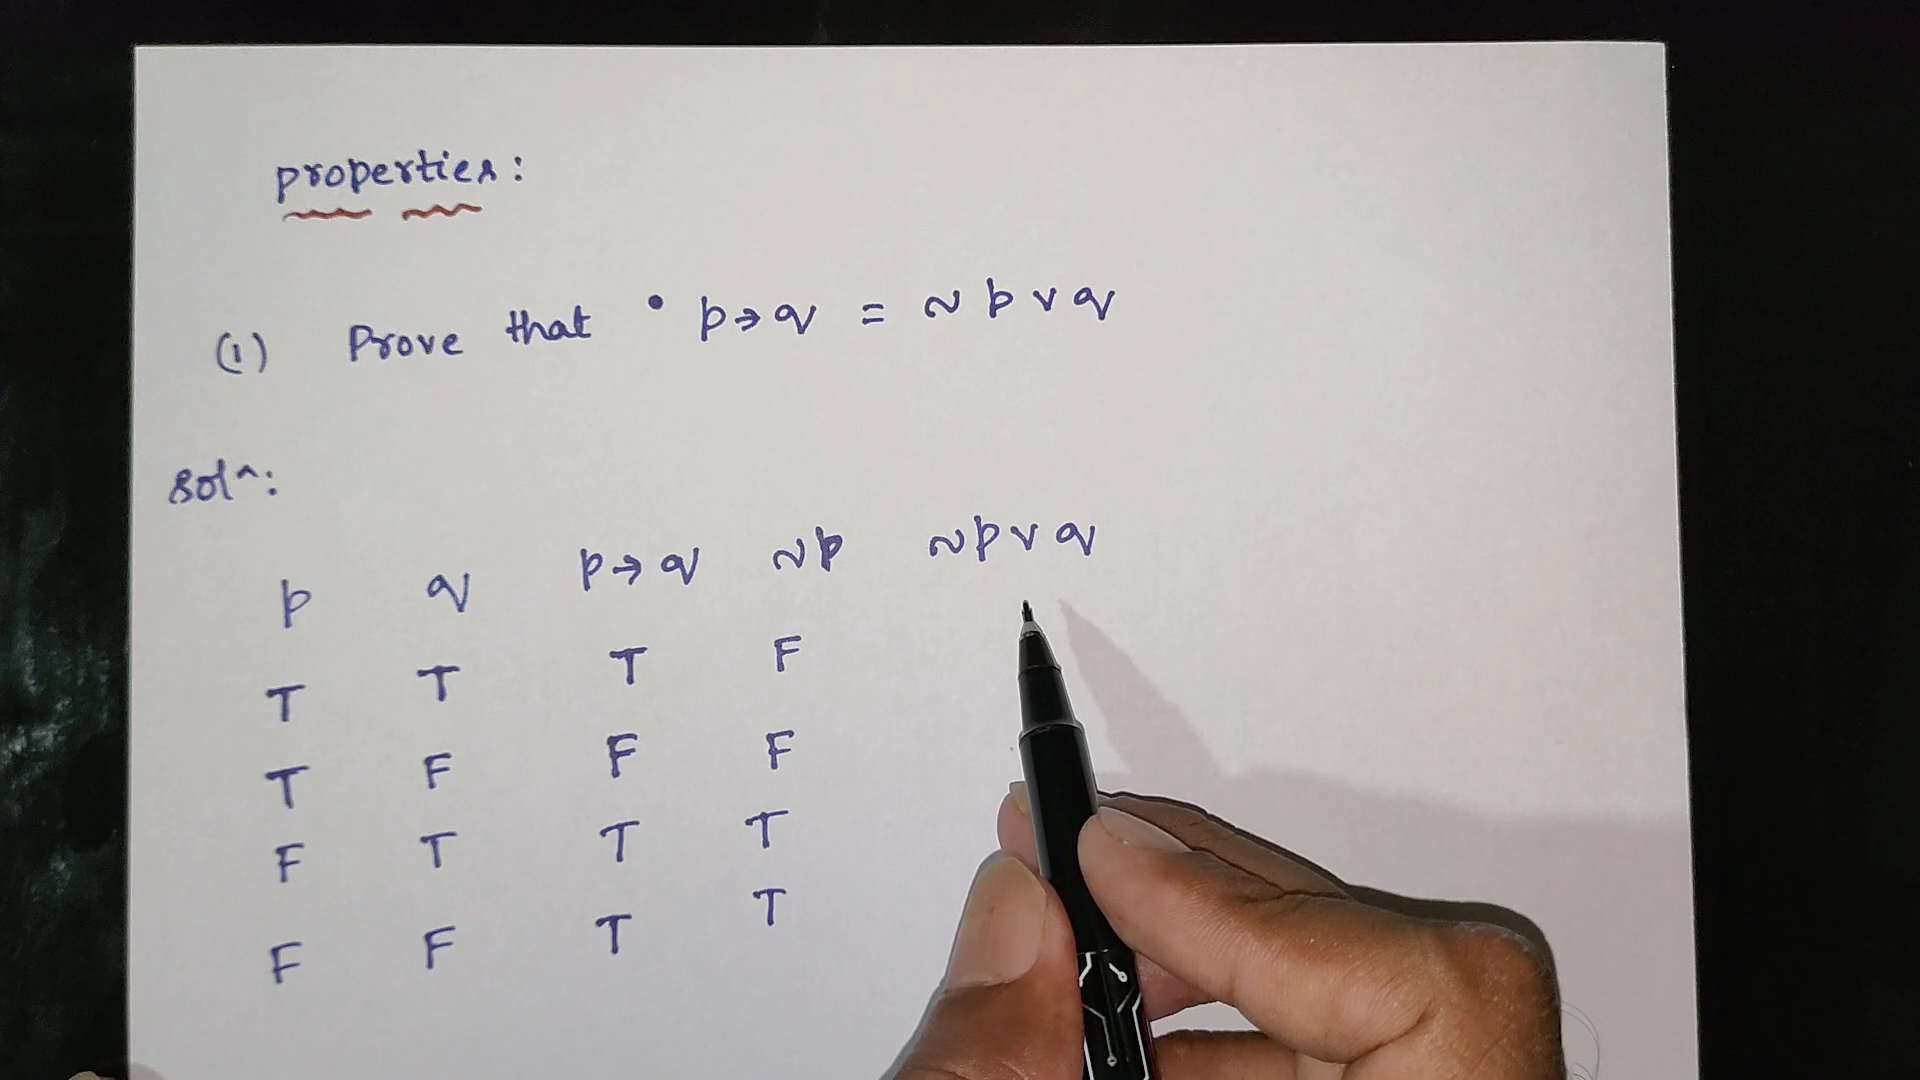 properties:
(1) Prove that • p→q = ~p∨q
Sol^n:
p q p→q ~p ~p∨q
T T T F
T F F F
F T T T
F F T T